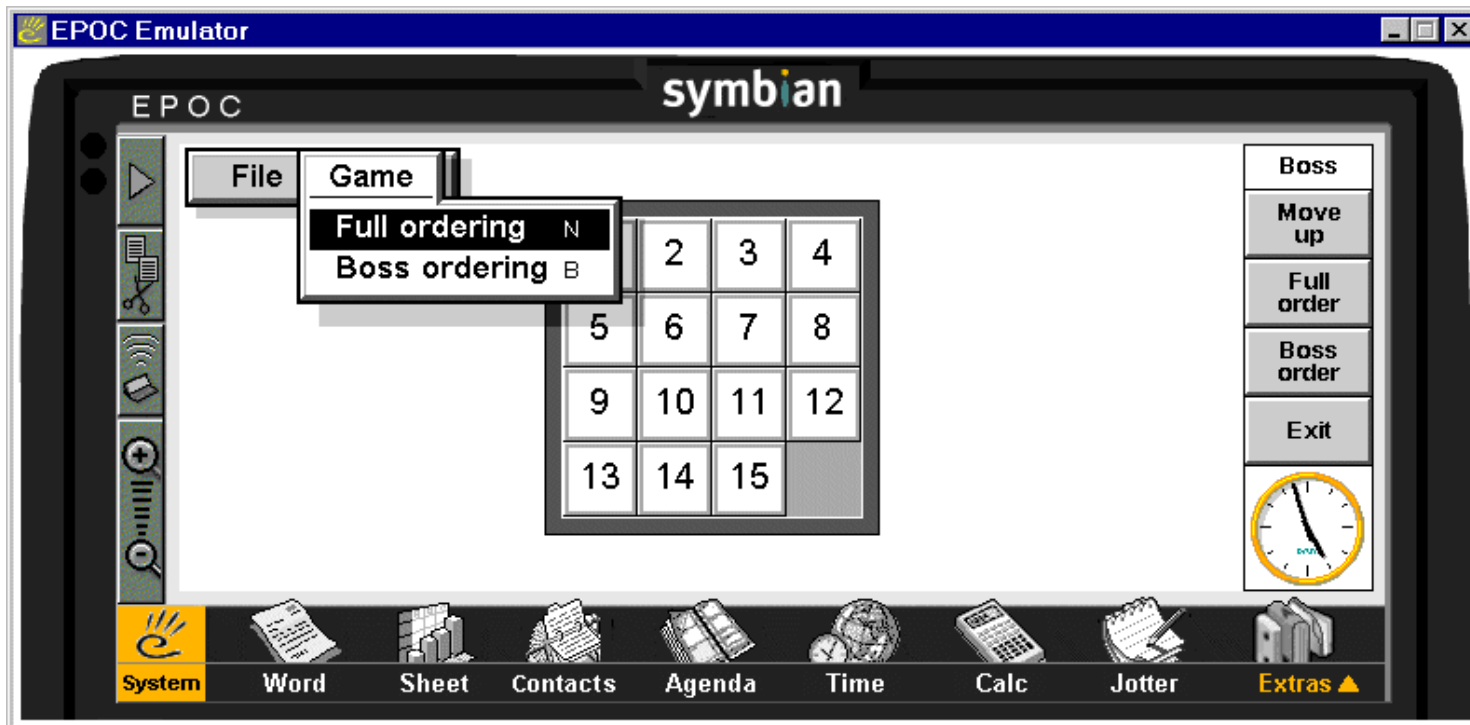 EPOC Emulator
EPOC
symbian
File Game
Full ordering N
Boss ordering B
2 3 4
5 6 7 8
9 10 11 12
13 14 15
Boss
Move
up
Full
order
Boss
order
Exit
System Word Sheet Contacts Agenda Time Calc Jotter Extras